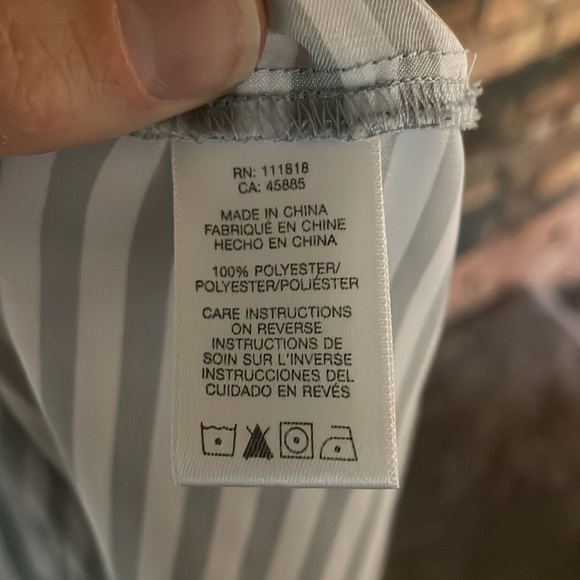 RN: 111818
CA: 45885
MADE IN CHINA
FABRIQUÉ EN CHINE
HECHO EN CHINA
100% POLYESTER/
POLYESTER/POLIÉSTER
CARE INSTRUCTIONS
ON REVERSE
INSTRUCTIONS DE
SOIN SUR L'INVERSE
INSTRUCCIONES DEL
CUIDADO EN REVÉS